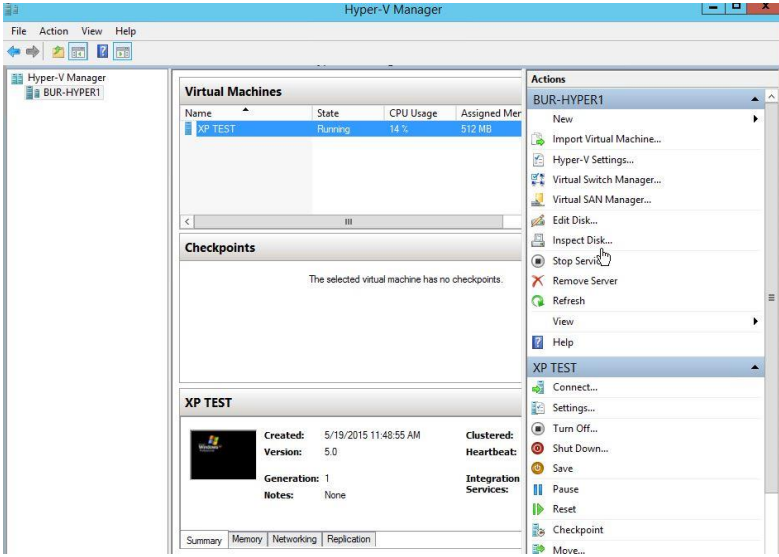 Hyper-V Manager
File Action View Help
Hyper-V Manager
BUR-HYPER1
Virtual Machines
Name State CPU Usage Assigned Mer
XP TEST Running 14 % 512 MB
Checkpoints
The selected virtual machine has no checkpoints.
XP TEST
Created: 5/19/2015 11:48:55 AM Clustered:
Version: 5.0 Heartbeat:
Generation: 1 Integration
Notes: None Services:
Summary Memory Networking Replication
Actions
BUR-HYPER1
New
Import Virtual Machine...
Hyper-V Settings...
Virtual Switch Manager...
Virtual SAN Manager...
Edit Disk...
Inspect Disk...
Stop Servic
Remove Server
Refresh
View
Help
XP TEST
Connect...
Settings...
Turn Off...
Shut Down...
Save
Pause
Reset
Checkpoint
Move...